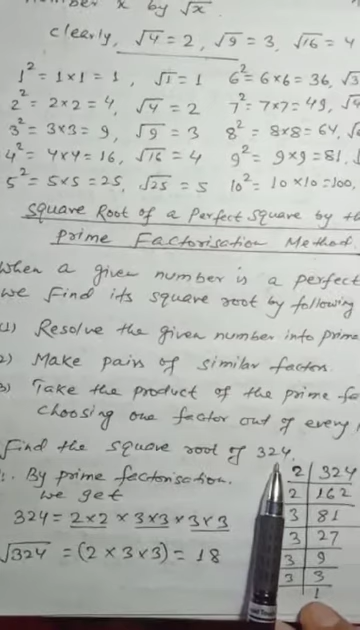 number x by √x.
Clearly, √4 = 2, √9 = 3, √16 = 4
1² = 1×1 = 1, √1 = 1 6² = 6×6 = 36,
2² = 2×2 = 4, √4 = 2 7² = 7×7 = 49,
3² = 3×3 = 9, √9 = 3 8² = 8×8 = 64,
4² = 4×4 = 16, √16 = 4 9² = 9×9 = 81,
5² = 5×5 = 25, √25 = 5 10² = 10×10 = 100,
Square Root of a Perfect Square by
Prime Factorisation Method.
When a given number is a perfect
we find its square root by following
(1) Resolve the given number into prime
2) Make pairs of similar factors.
3) Take the product of the prime
choosing one factor out of every
Find the square root of 324.
By prime factorisation.
we get
324 = 2×2 × 3×3 × 3×3
√324 = (2 × 3 × 3) = 18
2 | 324
2 | 162
3 | 81
3 | 27
3 | 9
3 | 3
1